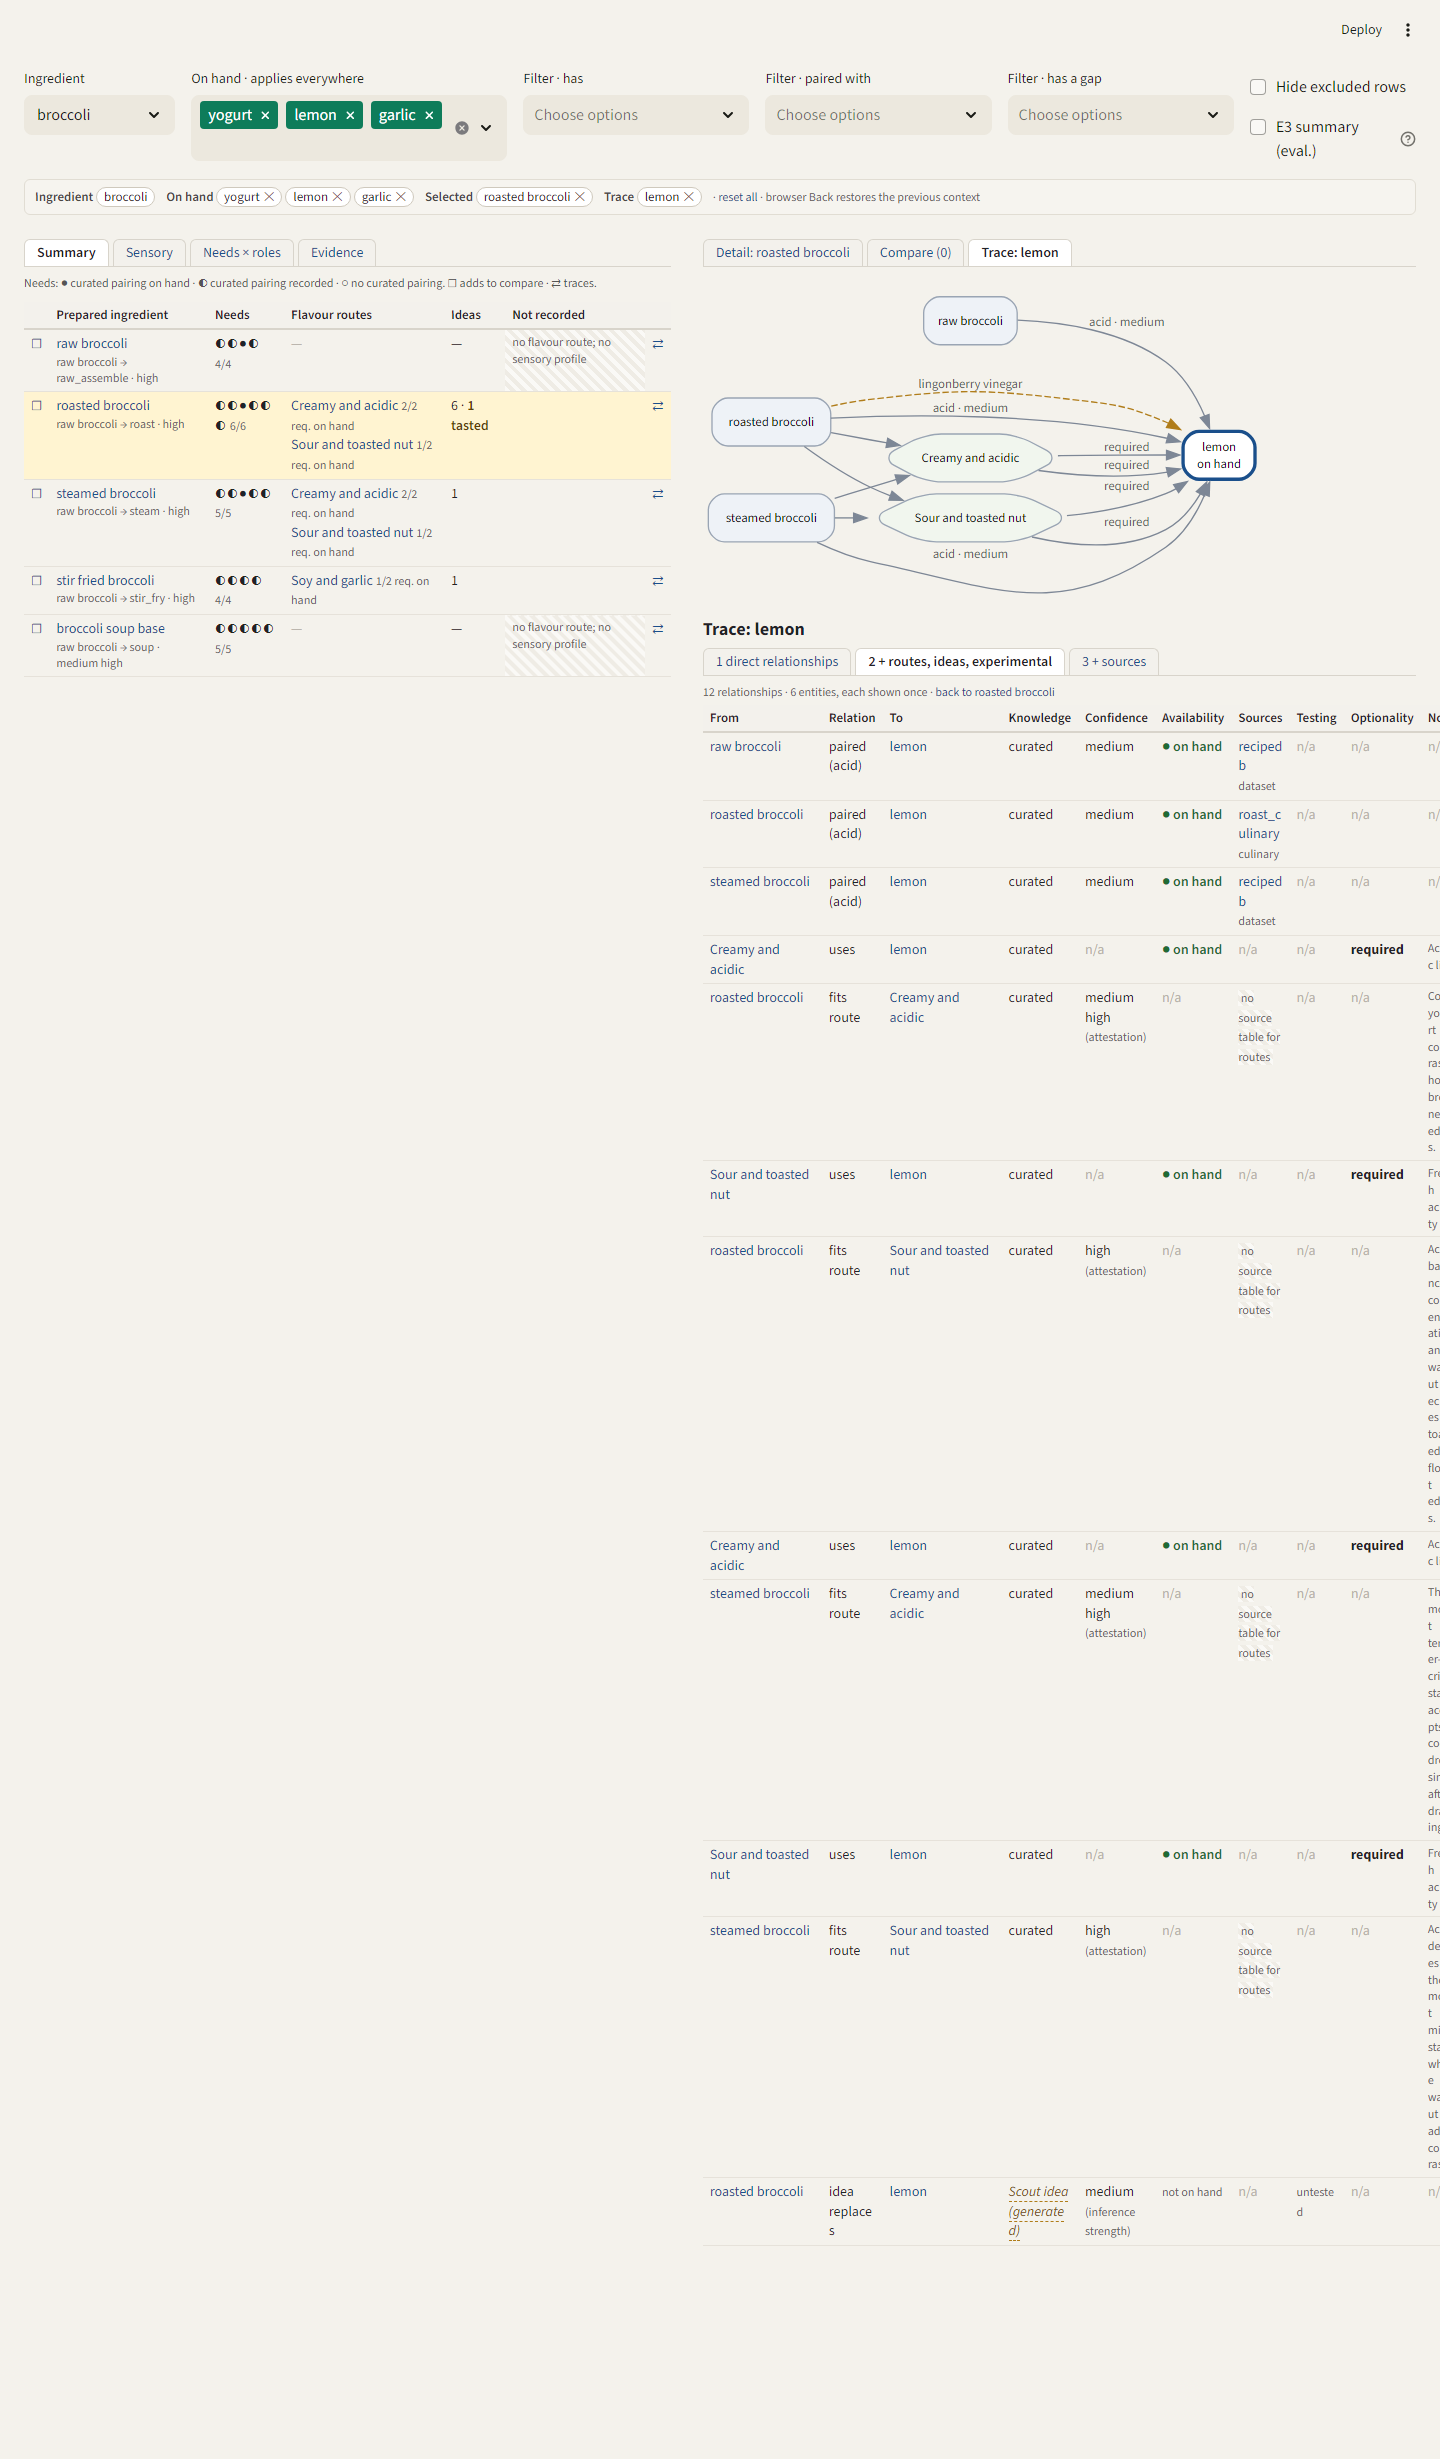 Deploy
Ingredient
broccoli
On hand · applies everywhere
yogurt × lemon × garlic ×
Filter · has
Choose options
Filter · paired with
Choose options
Filter · has a gap
Choose options
Hide excluded rows
E3 summary
(eval.)
Ingredient broccoli On hand yogurt × lemon × garlic × Selected roasted broccoli × Trace lemon × · reset all · browser Back restores the previous context
Summary Sensory Needs × roles Evidence
Needs: ● curated pairing on hand · ◐ curated pairing recorded · ○ no curated pairing. ☐ adds to compare · ⇄ traces.
Prepared ingredient Needs Flavour routes Ideas Not recorded
☐ raw broccoli ◐◐●◐ — — no flavour route; no ⇄
raw broccoli → 4/4 sensory profile
raw_assemble · high
☐ roasted broccoli ◐◐●◐◐ Creamy and acidic 2/2 6 · 1 ⇄
raw broccoli → roast · high ◐ 6/6 req. on hand tasted
Sour and toasted nut 1/2
req. on hand
☐ steamed broccoli ◐◐●◐◐ Creamy and acidic 2/2 1 ⇄
raw broccoli → steam · high 5/5 req. on hand
Sour and toasted nut 1/2
req. on hand
☐ stir fried broccoli ◐◐◐◐ Soy and garlic 1/2 req. on 1 ⇄
raw broccoli → stir_fry · high 4/4 hand
☐ broccoli soup base ◐◐◐◐◐ — — no flavour route; no ⇄
raw broccoli → soup · 5/5 sensory profile
medium high
Detail: roasted broccoli Compare (0) Trace: lemon
raw broccoli
acid · medium
lingonberry vinegar
acid · medium
roasted broccoli
Creamy and acidic
required
required
lemon
on hand
required
steamed broccoli
Sour and toasted nut
required
acid · medium
Trace: lemon
1 direct relationships 2 + routes, ideas, experimental 3 + sources
12 relationships · 6 entities, each shown once · back to roasted broccoli
From Relation To Knowledge Confidence Availability Sources Testing Optionality
raw broccoli paired lemon curated medium ● on hand reciped n/a n/a
(acid) b
dataset
roasted broccoli paired lemon curated medium ● on hand roast_c n/a n/a
(acid) ulinary
culinary
steamed broccoli paired lemon curated medium ● on hand reciped n/a n/a
(acid) b
dataset
Creamy and uses lemon curated n/a ● on hand n/a n/a required
acidic
roasted broccoli fits Creamy and curated medium n/a no n/a n/a
route acidic high source
(attestation) table for
routes
Sour and toasted uses lemon curated n/a ● on hand n/a n/a required
nut
roasted broccoli fits Sour and toasted curated high n/a no n/a n/a
route nut (attestation) source
table for
routes
Creamy and uses lemon curated n/a ● on hand n/a n/a required
acidic
steamed broccoli fits Creamy and curated medium n/a no n/a n/a
route acidic high source
(attestation) table for
routes
Sour and toasted uses lemon curated n/a ● on hand n/a n/a required
nut
steamed broccoli fits Sour and toasted curated high n/a no n/a n/a
route nut (attestation) source
table for
routes
roasted broccoli idea lemon Scout idea medium not on hand n/a unteste n/a
replace (generate (inference d
s d) strength)